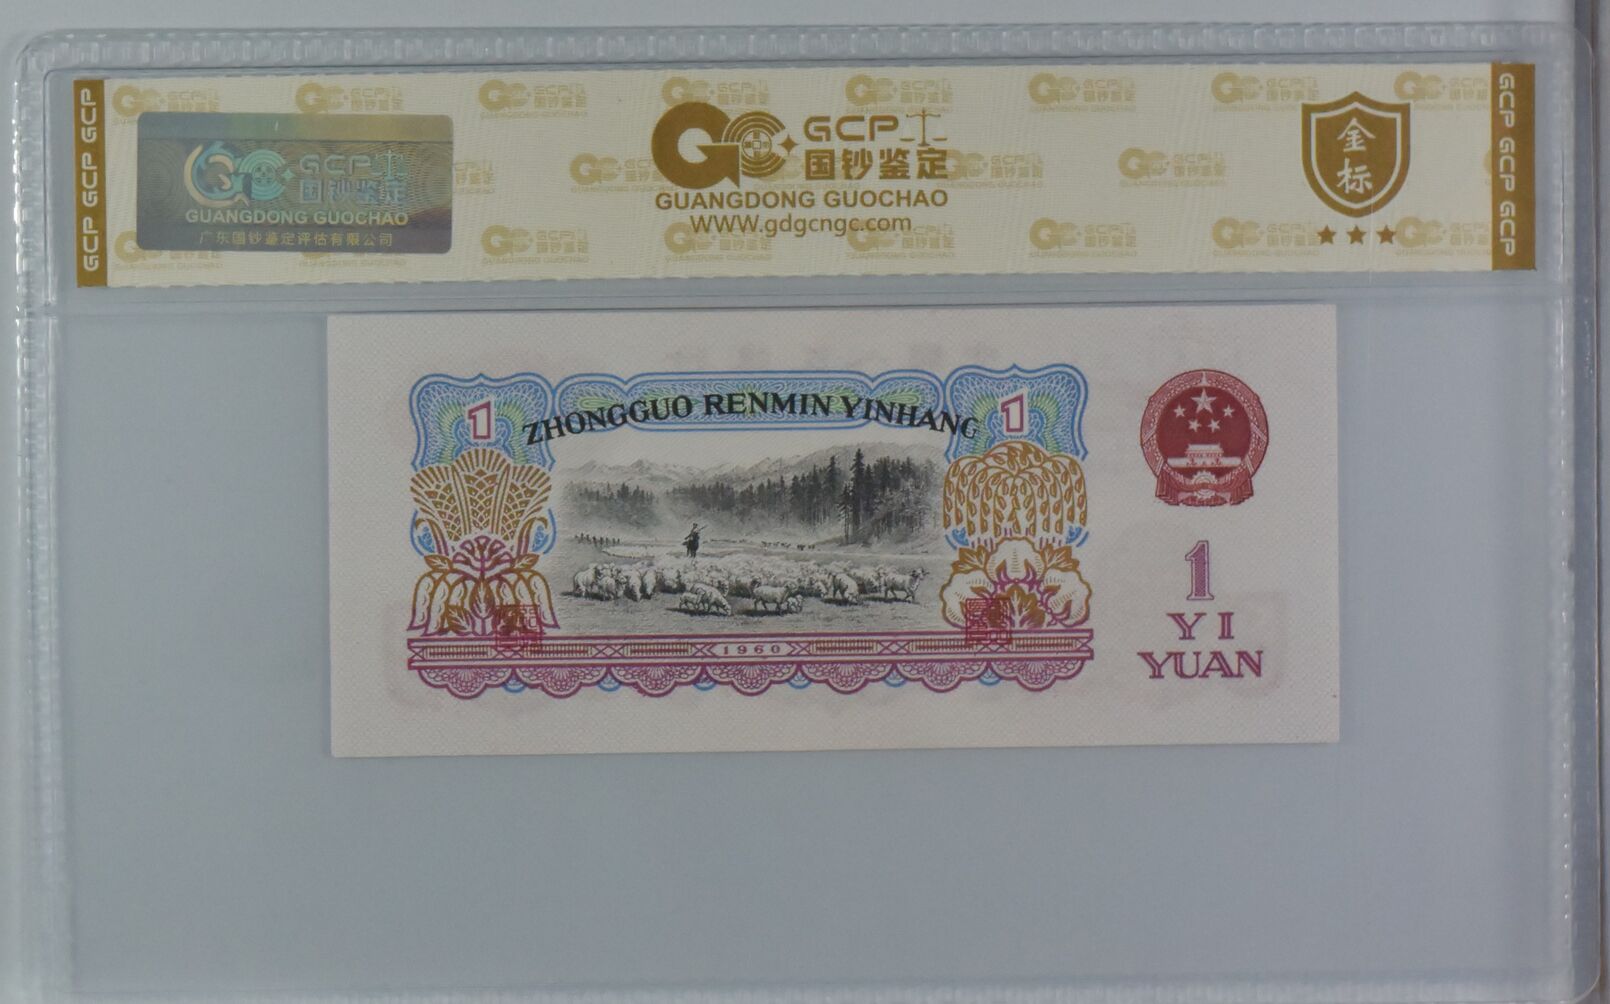 GCP GCP GCP
GCP
国钞鉴定
GUANGDONG GUOCHAO
广东国钞鉴定评估有限公司
GCP
国钞鉴定
GUANGDONG GUOCHAO
WWW.gdgcngc.com
金标
GCP GCP GCP
1
ZHONGGUO RENMIN YINHANG
1
1960
1
YI
YUAN